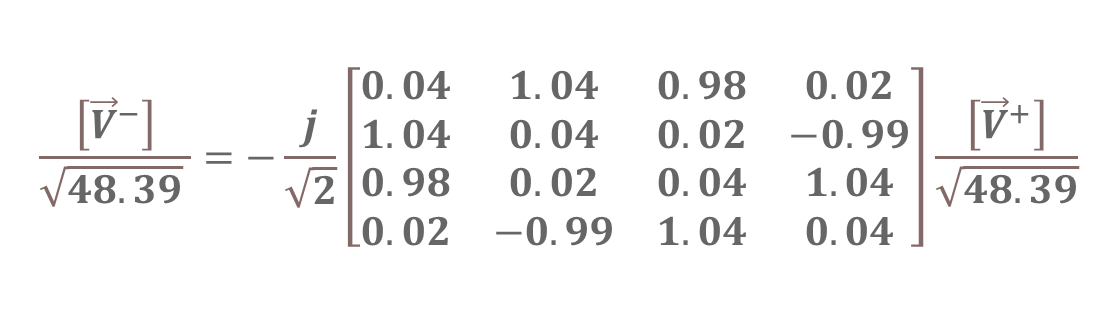 [V⃗⁻]/√48.39 = − j/√2 [0.04 1.04 0.98 0.02
1.04 0.04 0.02 −0.99
0.98 0.02 0.04 1.04
0.02 −0.99 1.04 0.04] [V⃗⁺]/√48.39